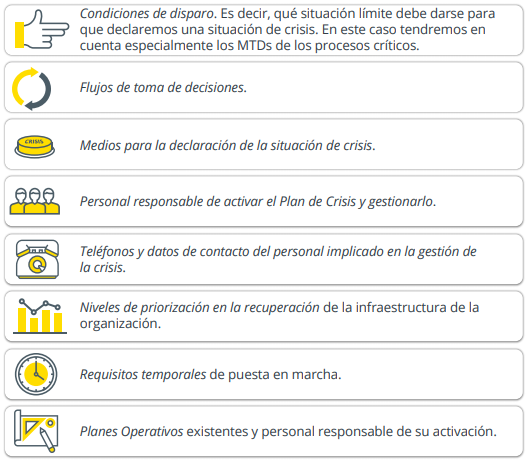 Condiciones de disparo. Es decir, qué situación límite debe darse para
que declaremos una situación de crisis. En este caso tendremos en
cuenta especialmente los MTDs de los procesos críticos.
Flujos de toma de decisiones.
CRISIS
Medios para la declaración de la situación de crisis.
Personal responsable de activar el Plan de Crisis y gestionarlo.
Teléfonos y datos de contacto del personal implicado en la gestión de
la crisis.
Niveles de priorización en la recuperación de la infraestructura de la
organización.
Requisitos temporales de puesta en marcha.
Planes Operativos existentes y personal responsable de su activación.